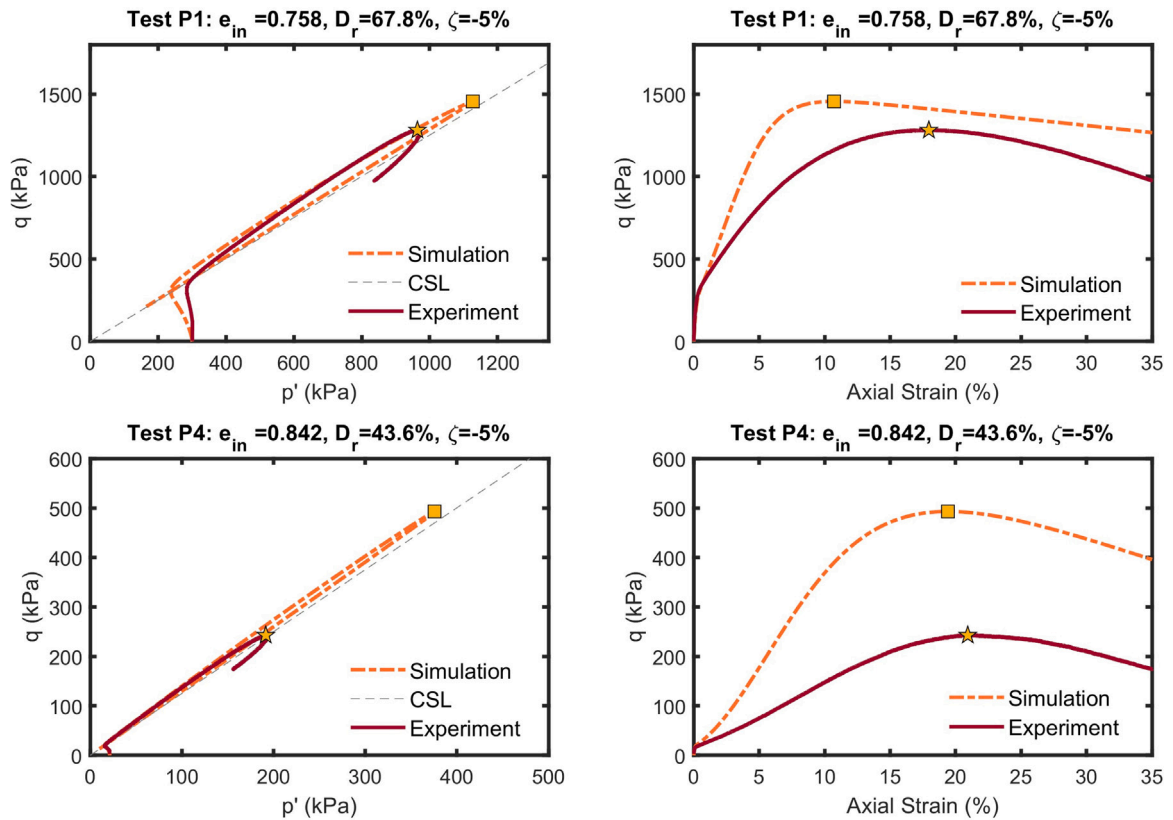 Test P1: e_in =0.758, D_r=67.8%, ζ=-5%
q (kPa)
1500
1000
500
0
Simulation
CSL
Experiment
0 200 400 600 800 1000 1200
p' (kPa)
Test P1: e_in =0.758, D_r=67.8%, ζ=-5%
q (kPa)
1500
1000
500
0
Simulation
Experiment
0 5 10 15 20 25 30 35
Axial Strain (%)
Test P4: e_in =0.842, D_r=43.6%, ζ=-5%
q (kPa)
600
500
400
300
200
100
0
Simulation
CSL
Experiment
0 100 200 300 400 500
p' (kPa)
Test P4: e_in =0.842, D_r=43.6%, ζ=-5%
q (kPa)
600
500
400
300
200
100
0
Simulation
Experiment
0 5 10 15 20 25 30 35
Axial Strain (%)